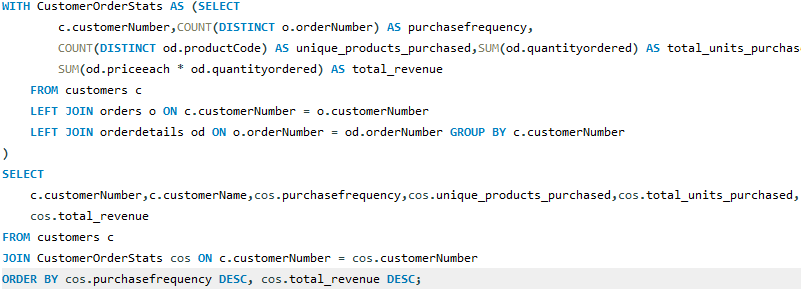 WITH CustomerOrderStats AS (SELECT
c.customerNumber,COUNT(DISTINCT o.orderNumber) AS purchasefrequency,
COUNT(DISTINCT od.productCode) AS unique_products_purchased,SUM(od.quantityordered) AS total_units_purchas
SUM(od.priceeach * od.quantityordered) AS total_revenue
FROM customers c
LEFT JOIN orders o ON c.customerNumber = o.customerNumber
LEFT JOIN orderdetails od ON o.orderNumber = od.orderNumber GROUP BY c.customerNumber
)
SELECT
c.customerNumber,c.customerName,cos.purchasefrequency,cos.unique_products_purchased,cos.total_units_purchased,
cos.total_revenue
FROM customers c
JOIN CustomerOrderStats cos ON c.customerNumber = cos.customerNumber
ORDER BY cos.purchasefrequency DESC, cos.total_revenue DESC;